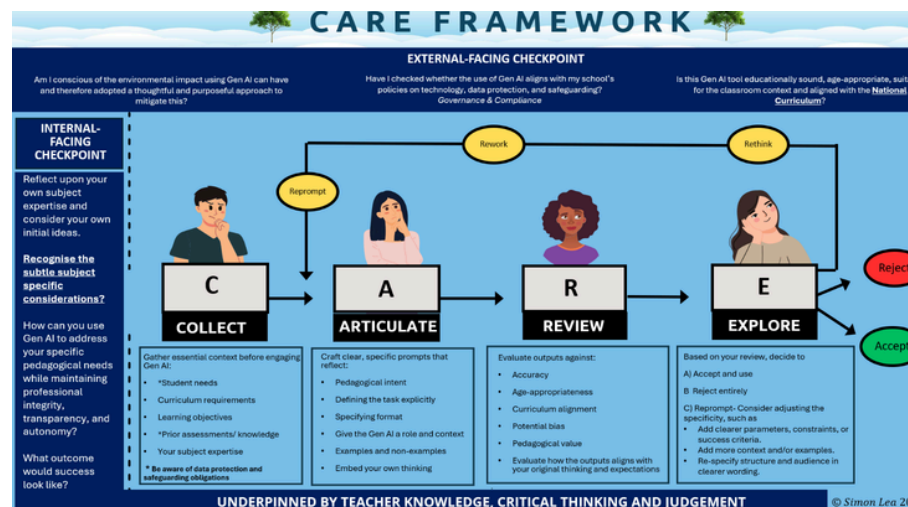 CARE FRAMEWORK
EXTERNAL-FACING CHECKPOINT
Am I conscious of the environmental impact using Gen AI can have
and therefore adopted a thoughtful and purposeful approach to
mitigate this?
Have I checked whether the use of Gen AI aligns with my school's
policies on technology, data protection, and safeguarding?
Governance & Compliance
Is this Gen AI tool educationally sound, age-appropriate,
for the classroom context and aligned with the National
Curriculum?
INTERNAL-
FACING
CHECKPOINT
Reflect upon your
own subject
expertise and
consider your own
initial ideas.
Recognise the
subtle subject
specific
considerations?
How can you use
Gen AI to address
your specific
pedagogical needs
while maintaining
professional
integrity,
transparency, and
autonomy?
What outcome
would success
look like?
Rework
Rethink
Reprompt
Reject
Accept
C
COLLECT
A
ARTICULATE
R
REVIEW
E
EXPLORE
Gather essential context before engaging
Gen AI:
• *Student needs
• Curriculum requirements
• Learning objectives
• *Prior assessments/ knowledge
• Your subject expertise
* Be aware of data protection and
safeguarding obligations
Craft clear, specific prompts that
reflect:
• Pedagogical intent
• Defining the task explicitly
• Specifying format
• Give the Gen AI a role and context
• Examples and non-examples
• Embed your own thinking
Evaluate outputs against:
• Accuracy
• Age-appropriateness
• Curriculum alignment
• Potential bias
• Pedagogical value
• Evaluate how the outputs aligns with
your original thinking and expectations
Based on your review, decide to
A) Accept and use
B Reject entirely
C) Reprompt- Consider adjusting the
specificity, such as
• Add clearer parameters, constraints, or
success criteria.
• Add more context and/or examples.
• Re-specify structure and audience in
clearer wording.
UNDERPINNED BY TEACHER KNOWLEDGE, CRITICAL THINKING AND JUDGEMENT
© Simon Lea